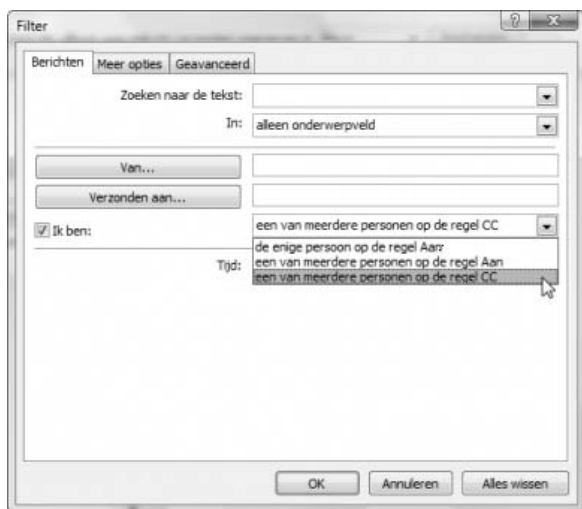 Filter
?
Berichten Meer opties Geavanceerd
Zoeken naar de tekst:
In: alleen onderwerpveld
Van...
Verzonden aan...
Ik ben: een van meerdere personen op de regel CC
de enige persoon op de regel Aan
een van meerdere personen op de regel Aan
een van meerdere personen op de regel CC
Tijd:
OK Annuleren Alles wissen